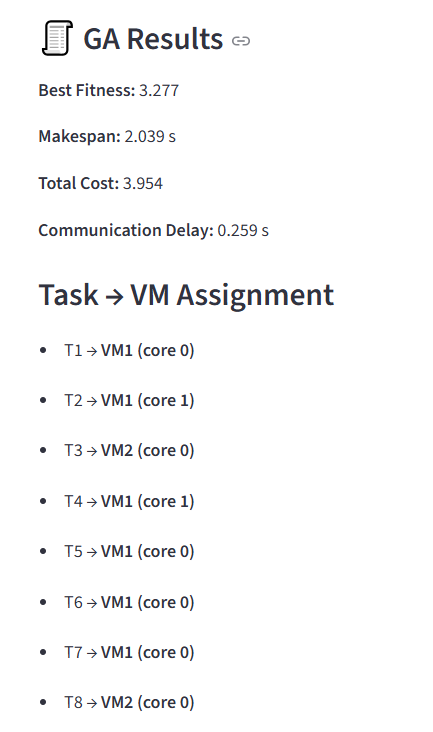 GA Results
Best Fitness: 3.277
Makespan: 2.039 s
Total Cost: 3.954
Communication Delay: 0.259 s
Task → VM Assignment
• T1 → VM1 (core 0)
• T2 → VM1 (core 1)
• T3 → VM2 (core 0)
• T4 → VM1 (core 1)
• T5 → VM1 (core 0)
• T6 → VM1 (core 0)
• T7 → VM1 (core 0)
• T8 → VM2 (core 0)